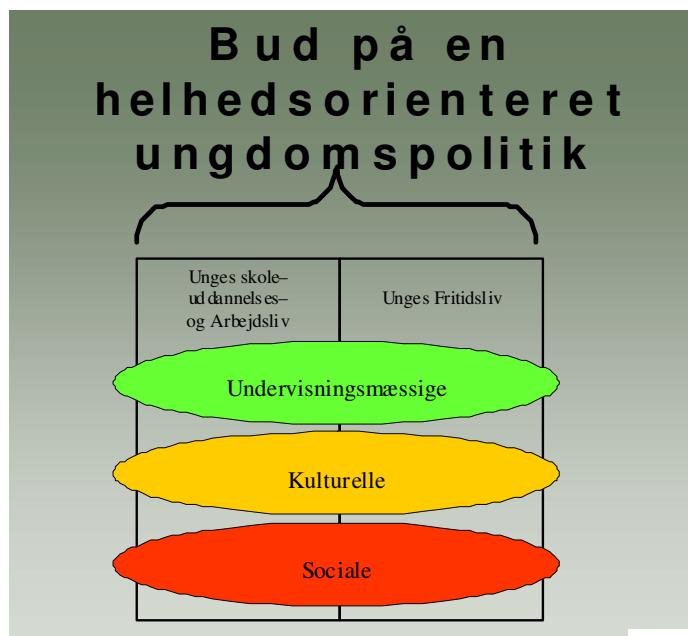 Bud på en
helhedsorienteret
ungdomspolitik
Unges skole–
uddannelses–
og Arbejdsliv
Unges Fritidsliv
Undervisningsmæssige
Kulturelle
Sociale